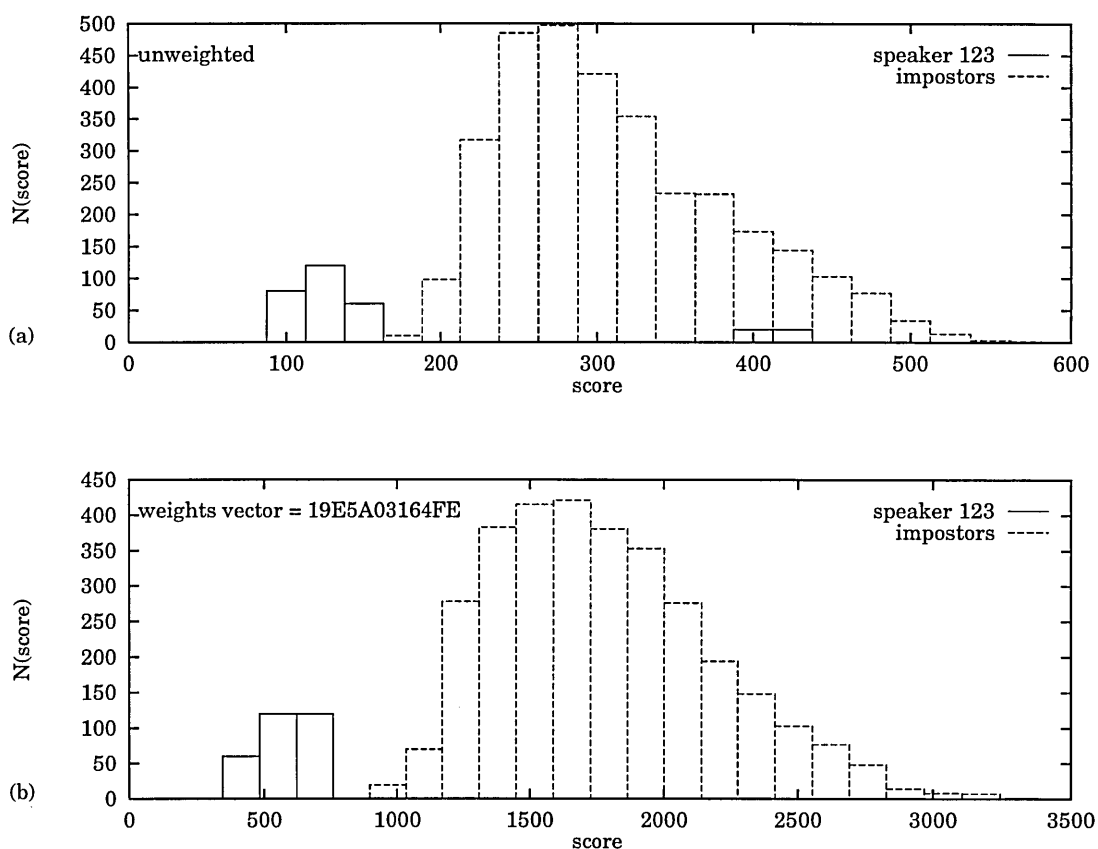 500
450
400
350
300
250
200
150
100
50
0
unweighted
speaker 123
impostors
N(score)
(a)
0 100 200 300 400 500 600
score
450
400
350
300
250
200
150
100
50
0
weights vector = 19E5A03164FE
speaker 123
impostors
N(score)
(b)
0 500 1000 1500 2000 2500 3000 3500
score